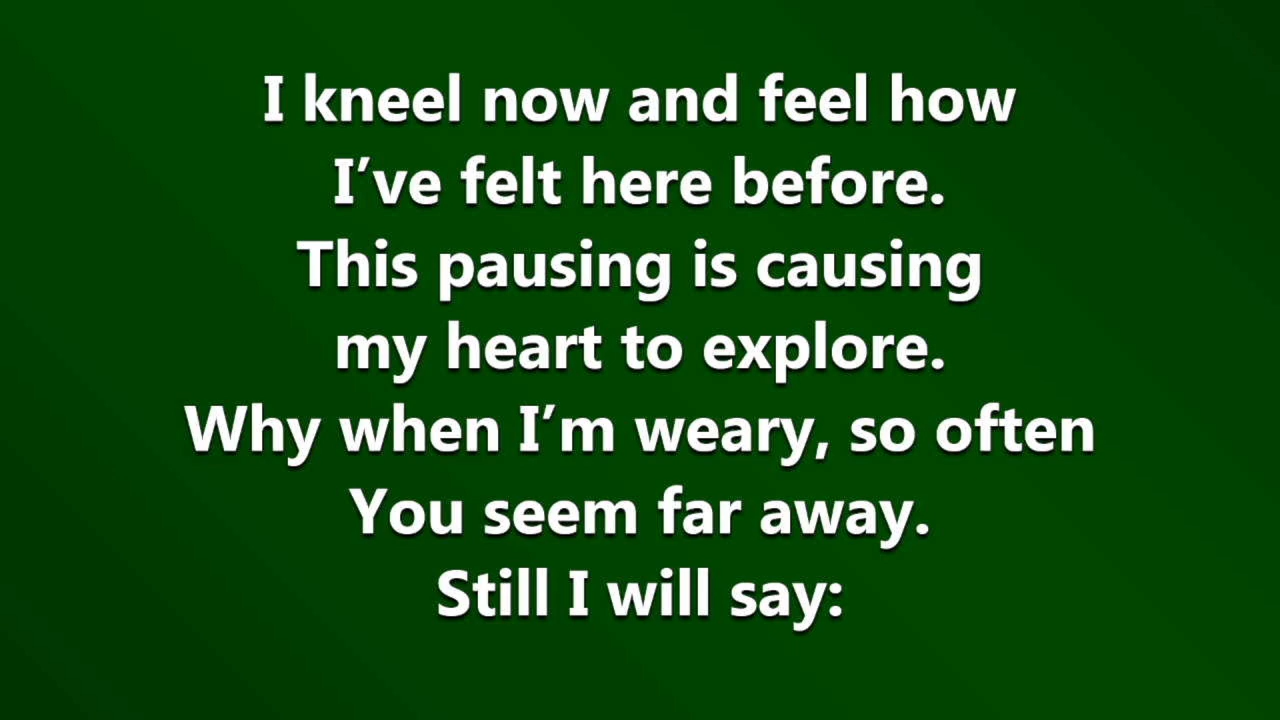 I kneel now and feel how
I’ve felt here before.
This pausing is causing
my heart to explore.
Why when I’m weary, so often
You seem far away.
Still I will say: